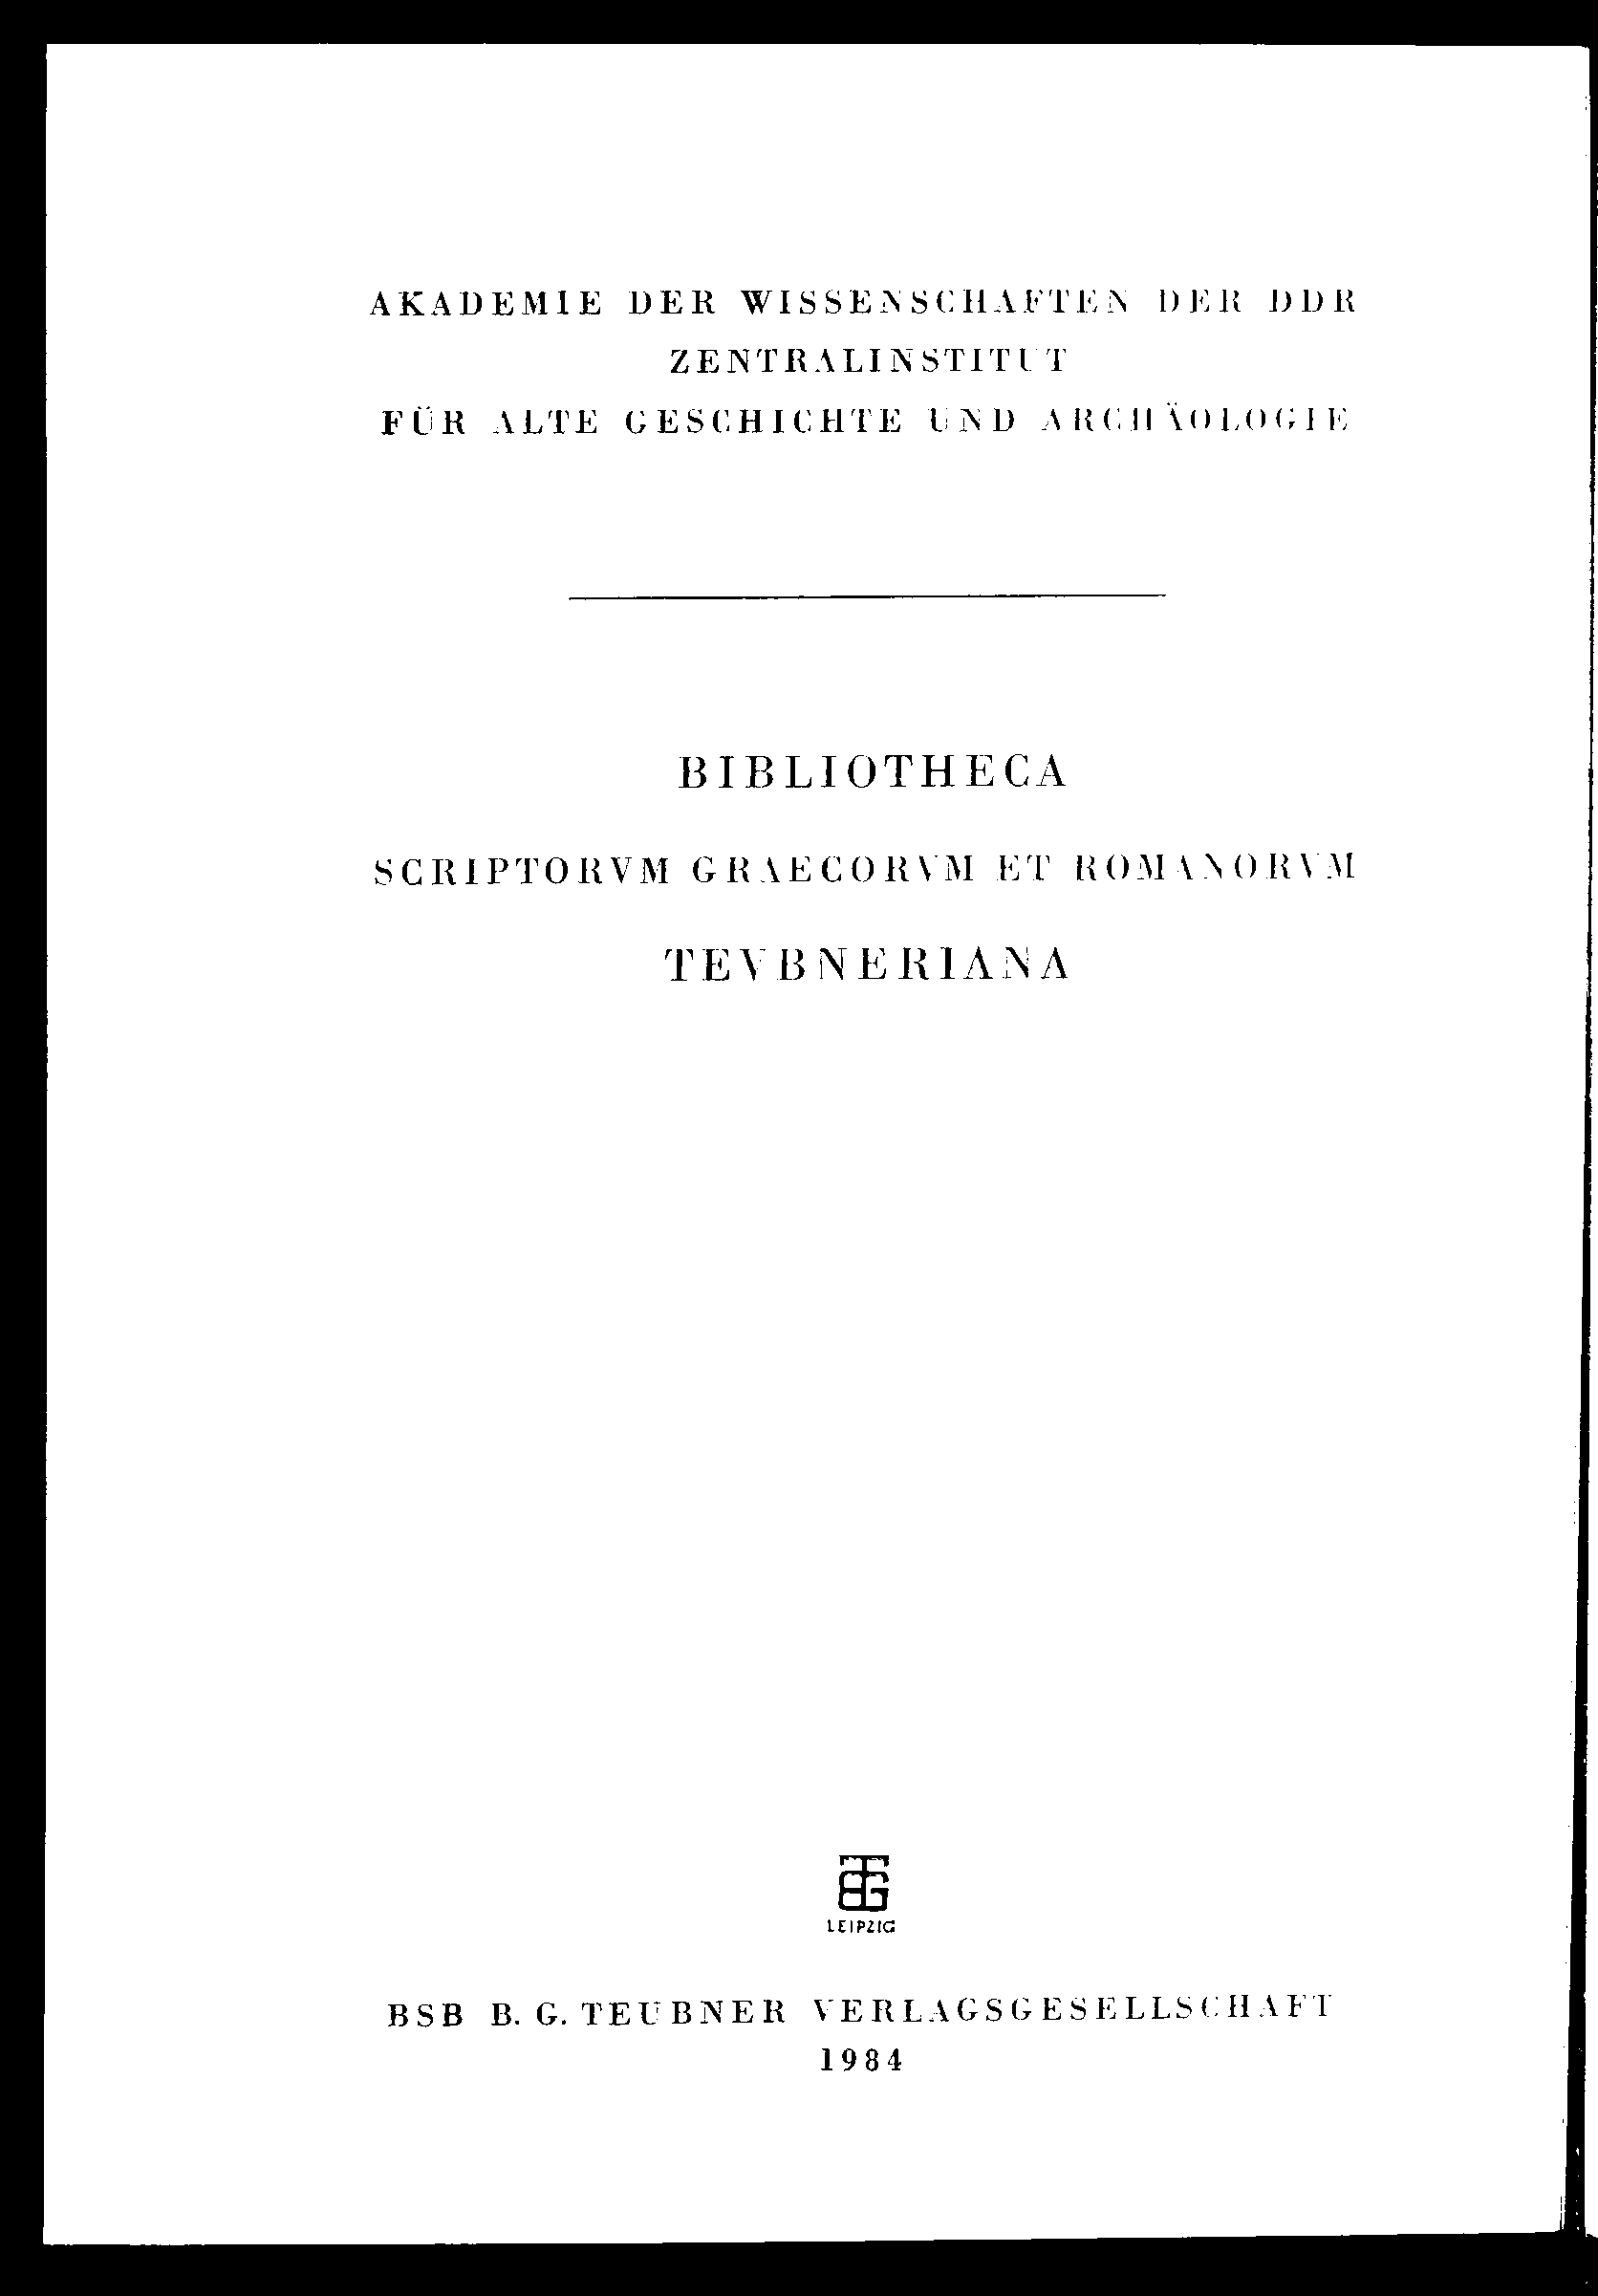 AKADEMIE DER WISSENSCHAFTEN DER DDR
ZENTRALINSTITUT
FÜR ALTE GESCHICHTE UND ARCHÄOLOGIE
BIBLIOTHECA
SCRIPTORVM GRAECORVM ET ROMANORVM
TEVBNERIANA
LEIPZIG
BSB B. G. TEUBNER VERLAGSGESELLSCHAFT
1984